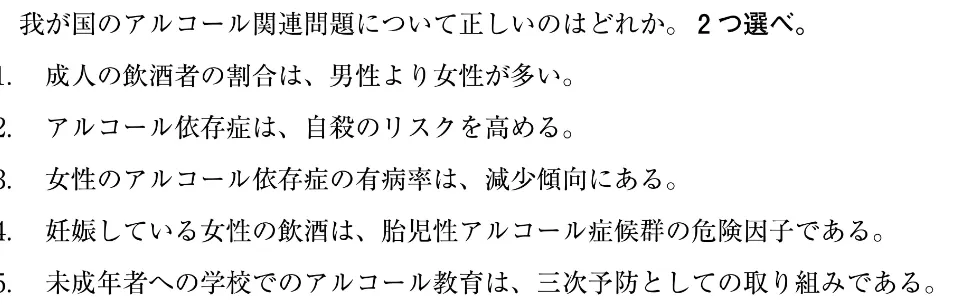 我が国のアルコール関連問題について正しいのはどれか。2つ選べ。
1. 成人の飲酒者の割合は、男性より女性が多い。
2. アルコール依存症は、自殺のリスクを高める。
3. 女性のアルコール依存症の有病率は、減少傾向にある。
4. 妊娠している女性の飲酒は、胎児性アルコール症候群の危険因子である。
5. 未成年者への学校でのアルコール教育は、三次予防としての取り組みである。